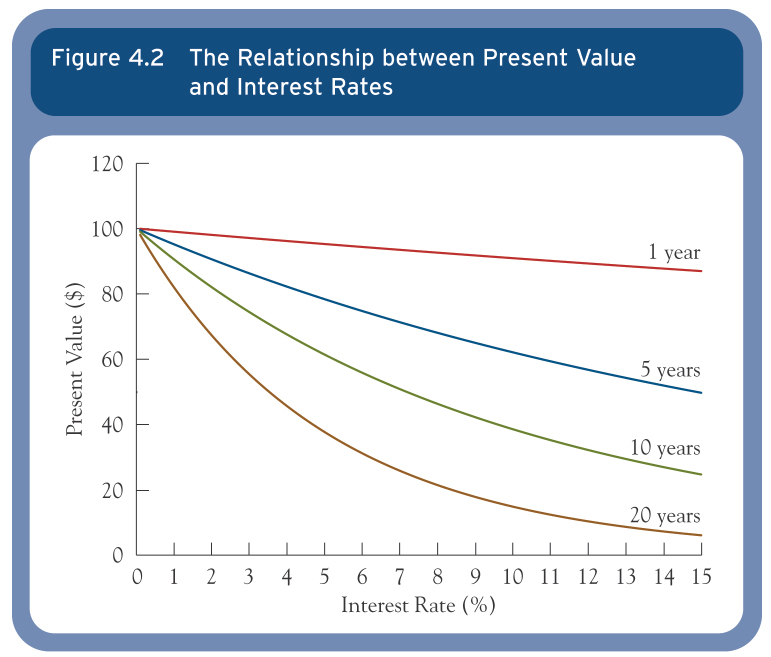 Figure 4.2 The Relationship between Present Value
and Interest Rates
120
100
80
60
40
20
0
Present Value ($)
1 year
5 years
10 years
20 years
0 1 2 3 4 5 6 7 8 9 10 11 12 13 14 15
Interest Rate (%)